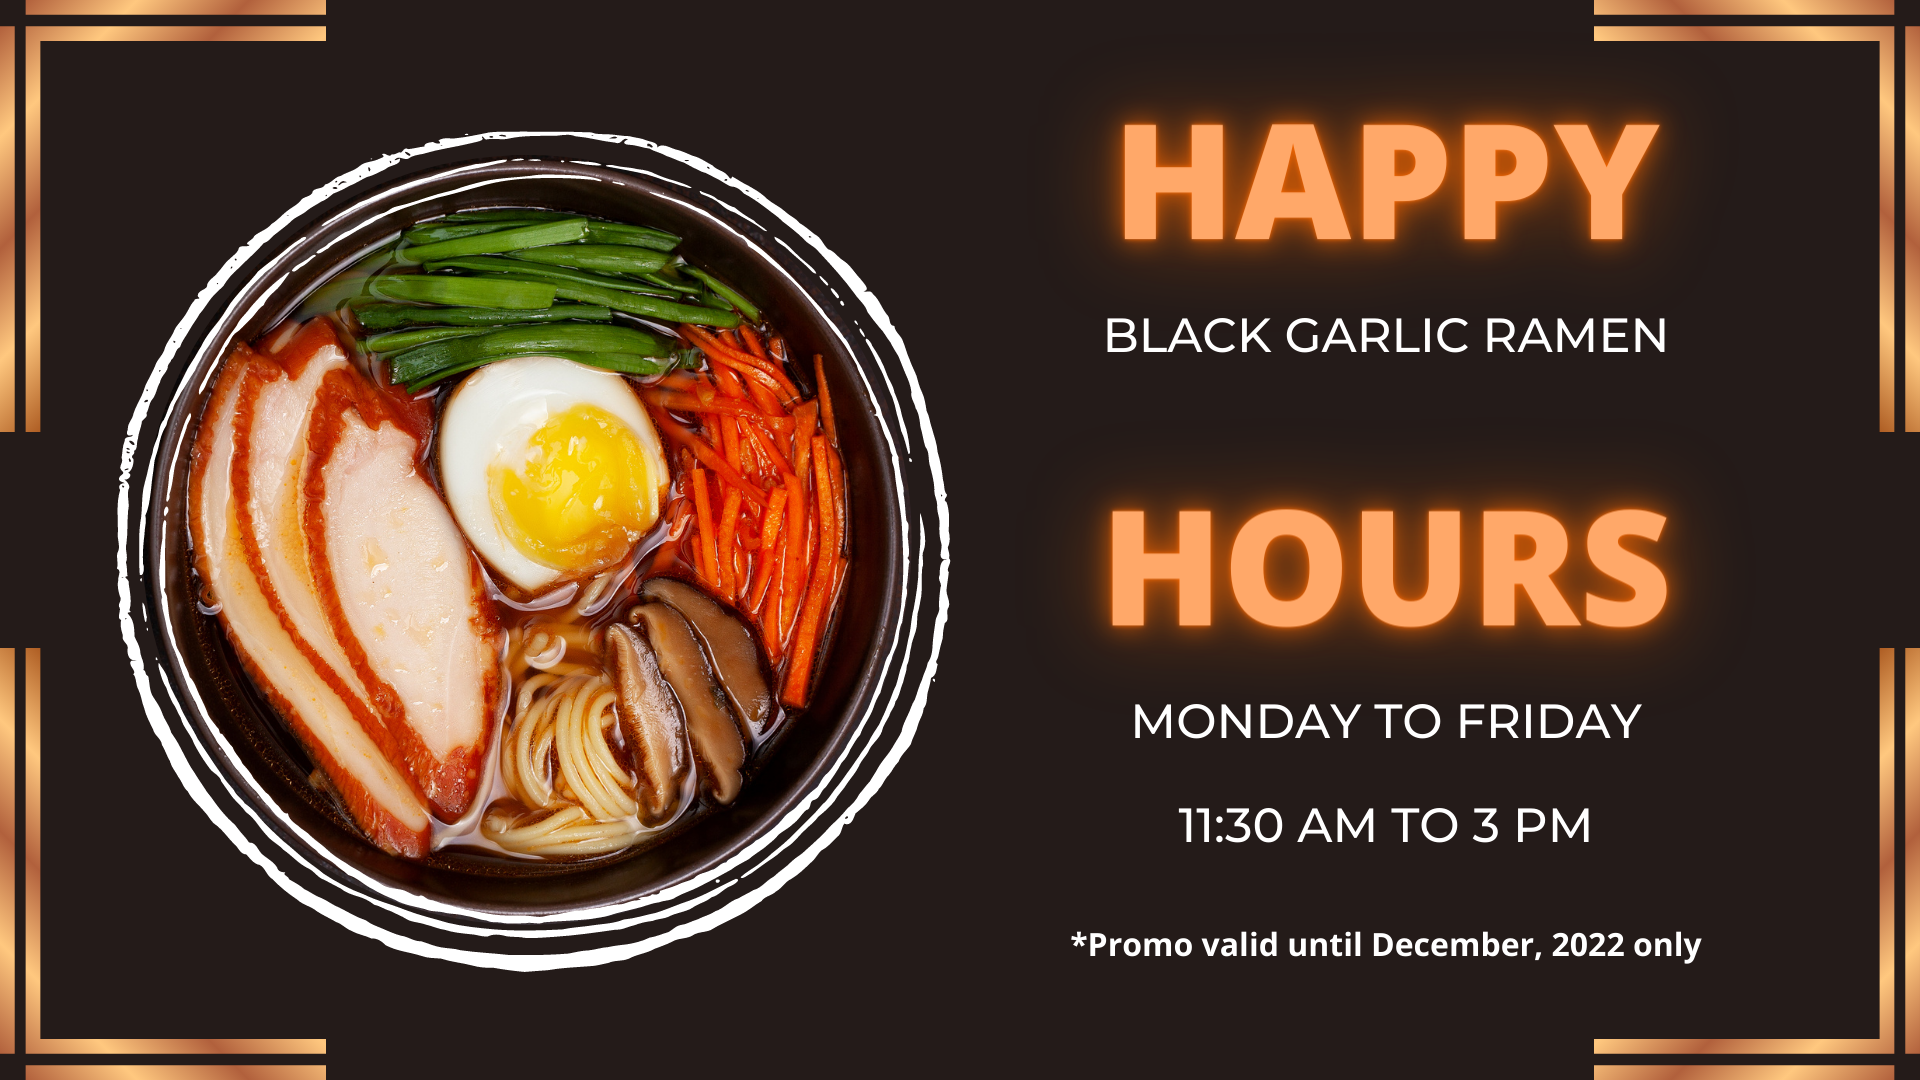 HAPPY
BLACK GARLIC RAMEN
HOURS
MONDAY TO FRIDAY
11:30 AM TO 3 PM
*Promo valid until December, 2022 only